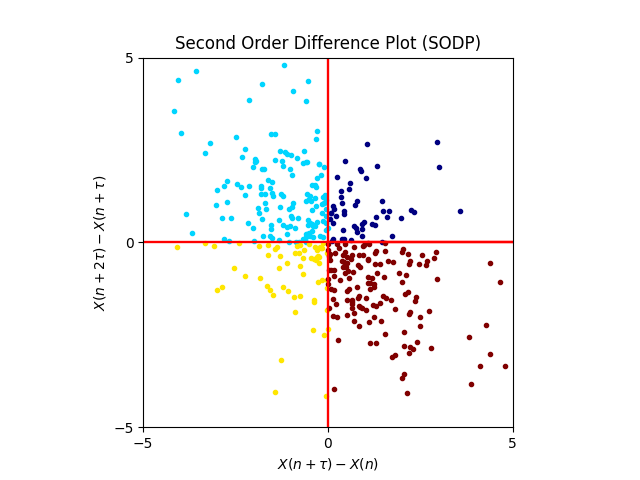 Second Order Difference Plot (SODP)
5
0
−5
X(n + 2τ) − X(n + τ)
−5
0
5
X(n + τ) − X(n)